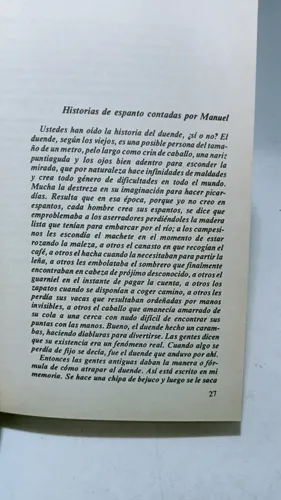 Historias de espanto contadas por Manuel
Ustedes han oído la historia del duende, ¿sí o no? El
duende, según los viejos, es una posible persona del tama-
ño de un metro, pelo largo como crin de caballo, una nariz
puntiaguda y los ojos bien adentro para esconder la
mirada, que por naturaleza hace infinidades de maldades
y crea todo género de dificultades en todo el mundo.
Mucha la destreza en su imaginación para hacer picar-
días. Resulta que en esa época, porque yo no creo en
espantos, cada hombre crea sus espantos, se dice que
emproblemaba a los aserradores perdiéndoles la madera
lista que tenían para embarcar por el río; a los campesi-
nos les escondía el machete en el momento de estar
rozando la maleza, a otros el canasto en que recogían el
café, a otros el hacha cuando la necesitaban para partir la
leña, a otros les embolataba el sombrero que finalmente
encontraban en cabeza de prójimo desconocido, a otros el
guarniel en el instante de pagar la cuenta, a otros los
zapatos cuando se disponían a coger camino, a otros les
perdía sus vacas que resultaban ordeñadas por manos
invisibles, a otros el caballo que amanecía amarrado de
su cola a una cerca con nudo difícil de encontrar sus
puntas con las manos. Bueno, el duende hecho un caram-
bas, haciendo diabluras para divertirse. Las gentes dicen
que su existencia era un fenómeno real. Cuando algo se
perdía de fijo se decía, fue el duende que anduvo por ahí.
Entonces las gentes antiguas daban la manera o fór-
mula de cómo atrapar al duende. Así está escrito en mi
memoria. Se hace una chipa de bejuco y luego se le saca
27